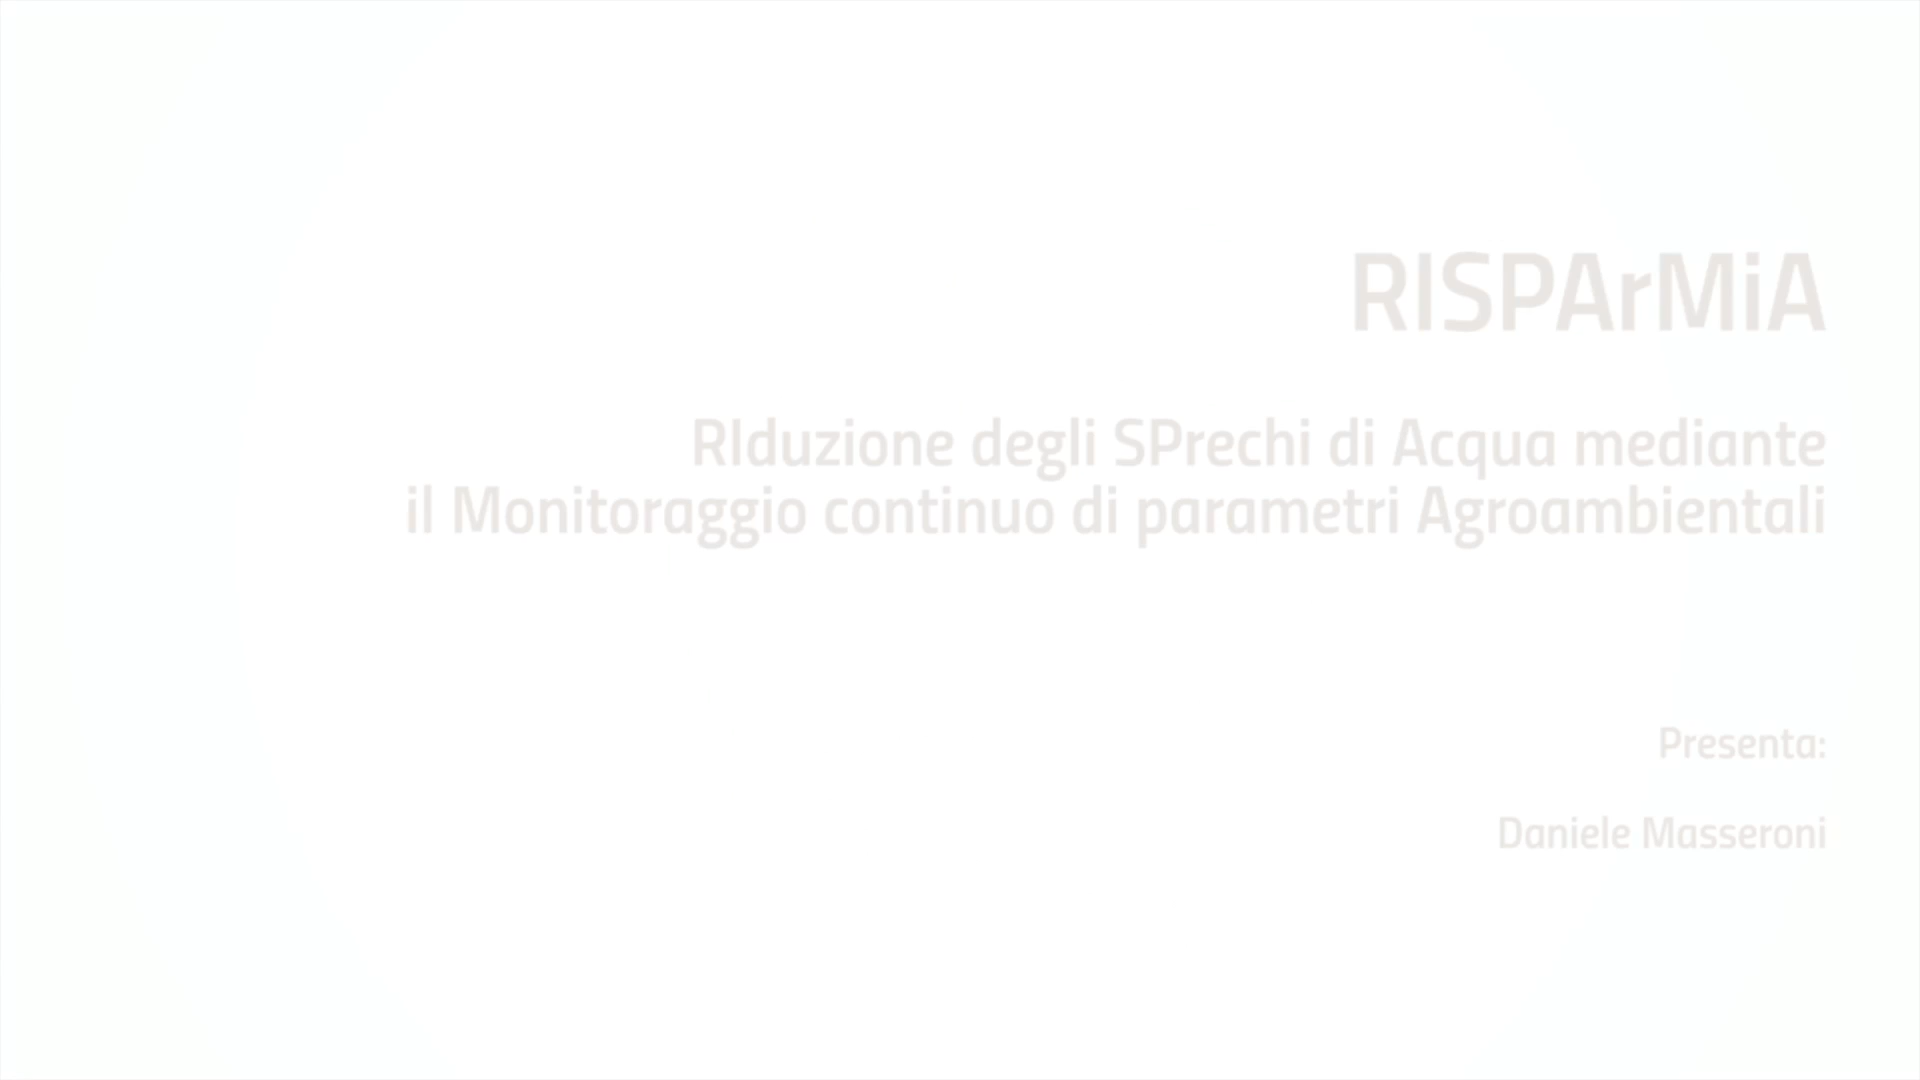 RISPArMiA
RIduzione degli SPrechi di Acqua mediante
il Monitoraggio continuo di parametri Agroambientali
Presenta:
Daniele Masseroni